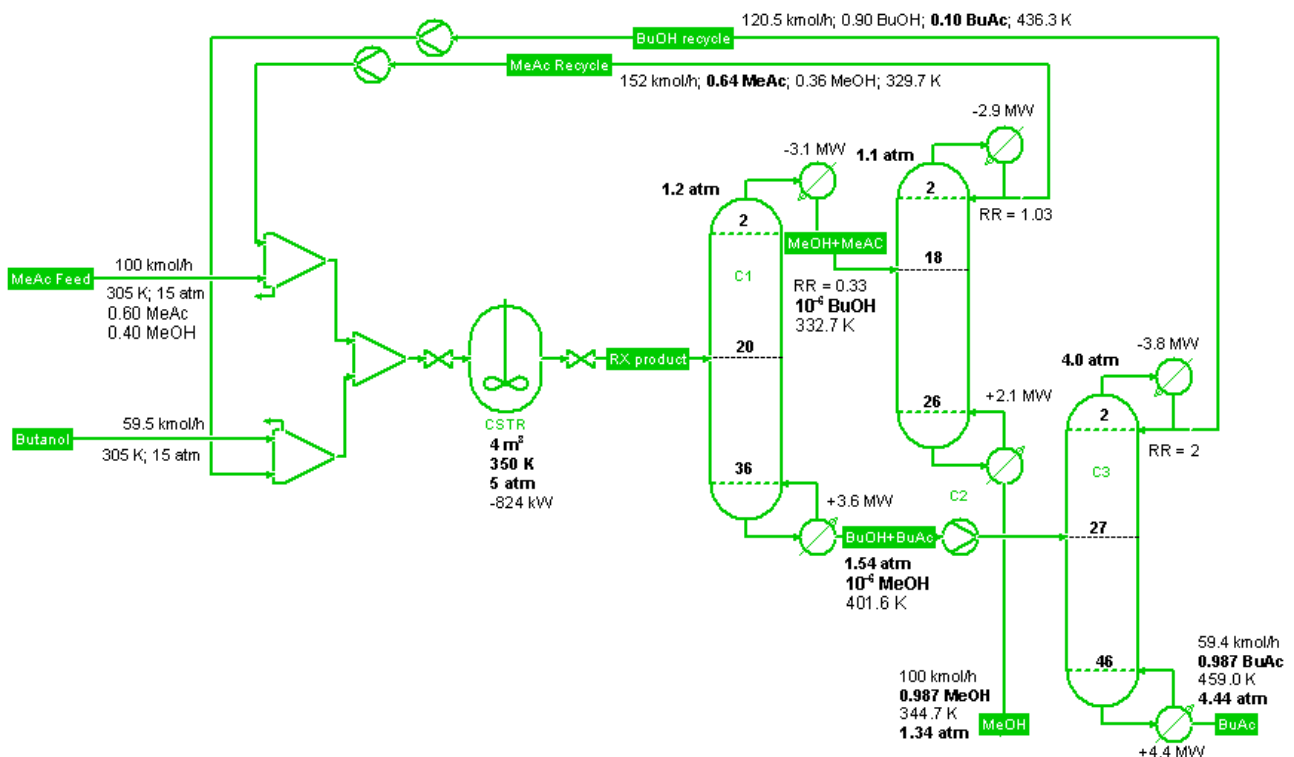 120.5 kmol/h; 0.90 BuOH; 0.10 BuAc; 436.3 K
BuOH recycle
MeAc Recycle
152 kmol/h; 0.64 MeAc; 0.36 MeOH; 329.7 K
-2.9 MW
-3.1 MW
1.1 atm
1.2 atm
2
RR = 1.03
2
MeOH+MeAC
18
C1
RR = 0.33
10⁻⁶ BuOH
332.7 K
MeAc Feed
100 kmol/h
305 K; 15 atm
0.60 MeAc
0.40 MeOH
20
RX product
-3.8 MW
4.0 atm
+2.1 MW
26
2
RR = 2
Butanol
59.5 kmol/h
305 K; 15 atm
CSTR
4 m³
350 K
5 atm
-824 kW
36
+3.6 MW
C2
C3
BuOH+BuAc
27
1.54 atm
10⁻⁶ MeOH
401.6 K
46
100 kmol/h
0.987 MeOH
344.7 K
1.34 atm
MeOH
59.4 kmol/h
0.987 BuAc
459.0 K
4.44 atm
BuAc
+4.4 MW